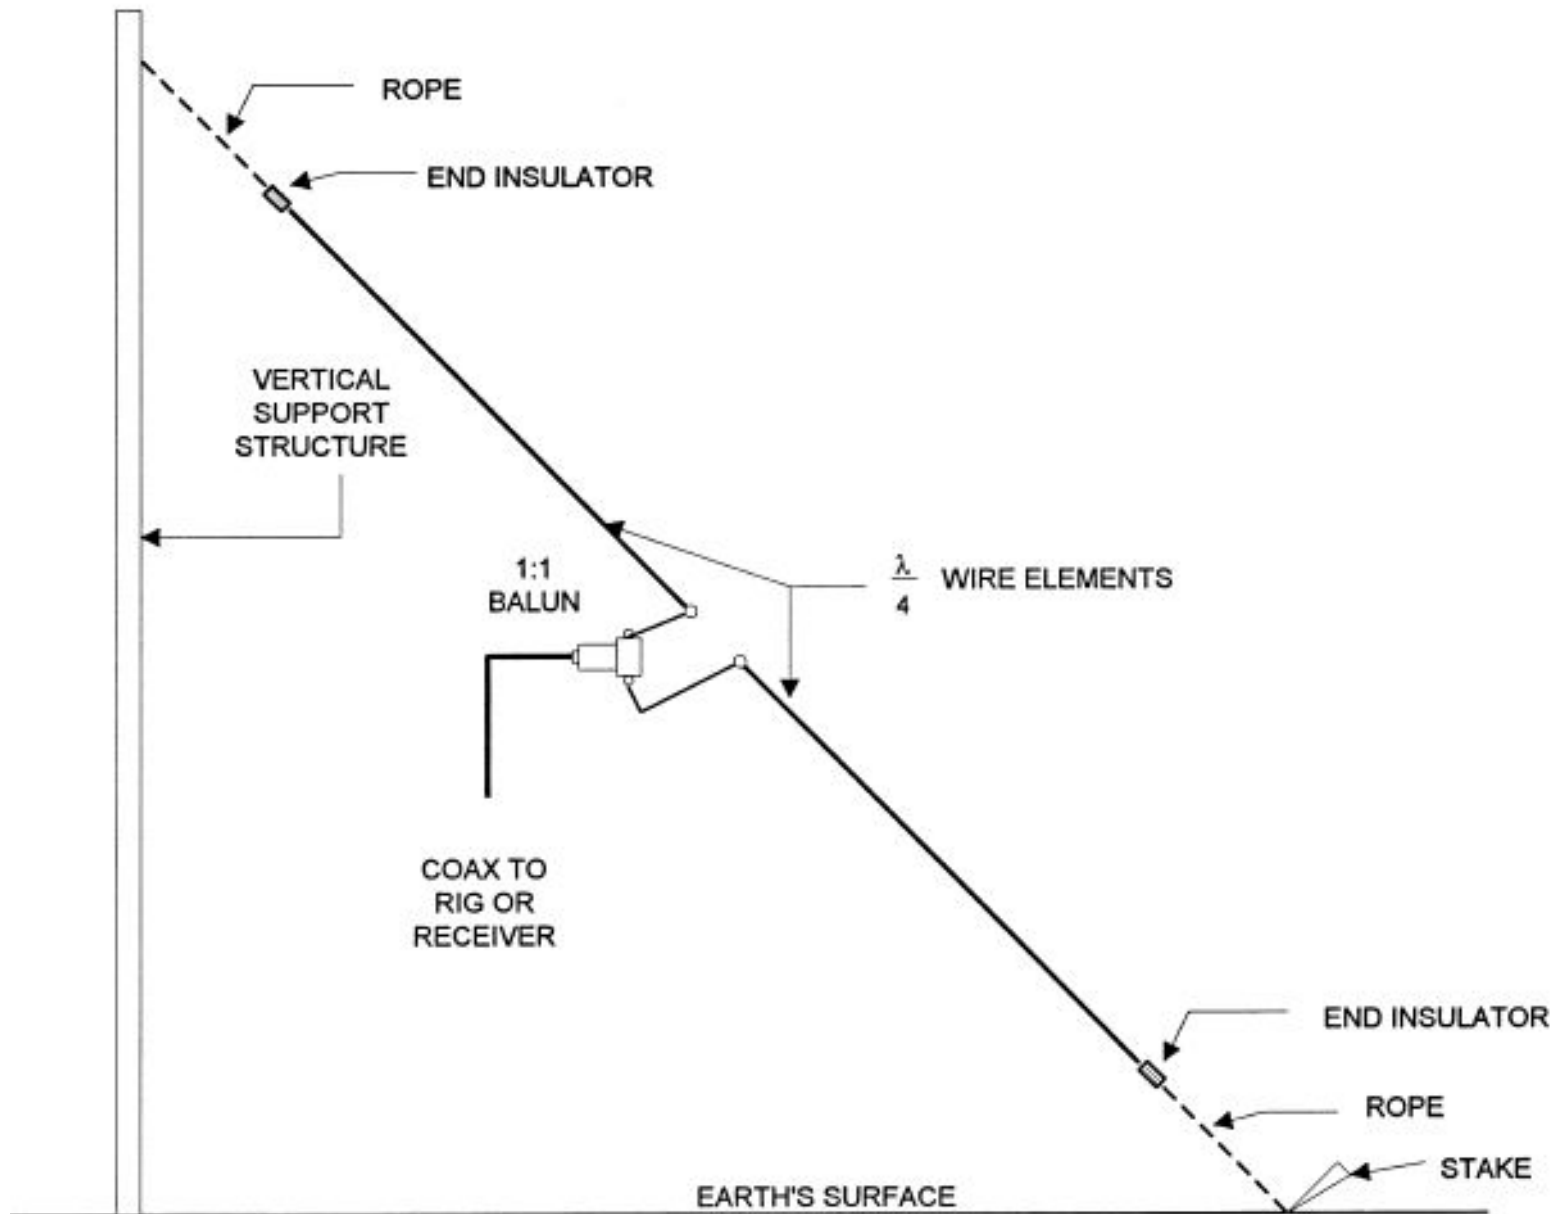 ROPE
END INSULATOR
VERTICAL
SUPPORT
STRUCTURE
1:1
BALUN
λ
4
WIRE ELEMENTS
COAX TO
RIG OR
RECEIVER
END INSULATOR
ROPE
STAKE
EARTH'S SURFACE